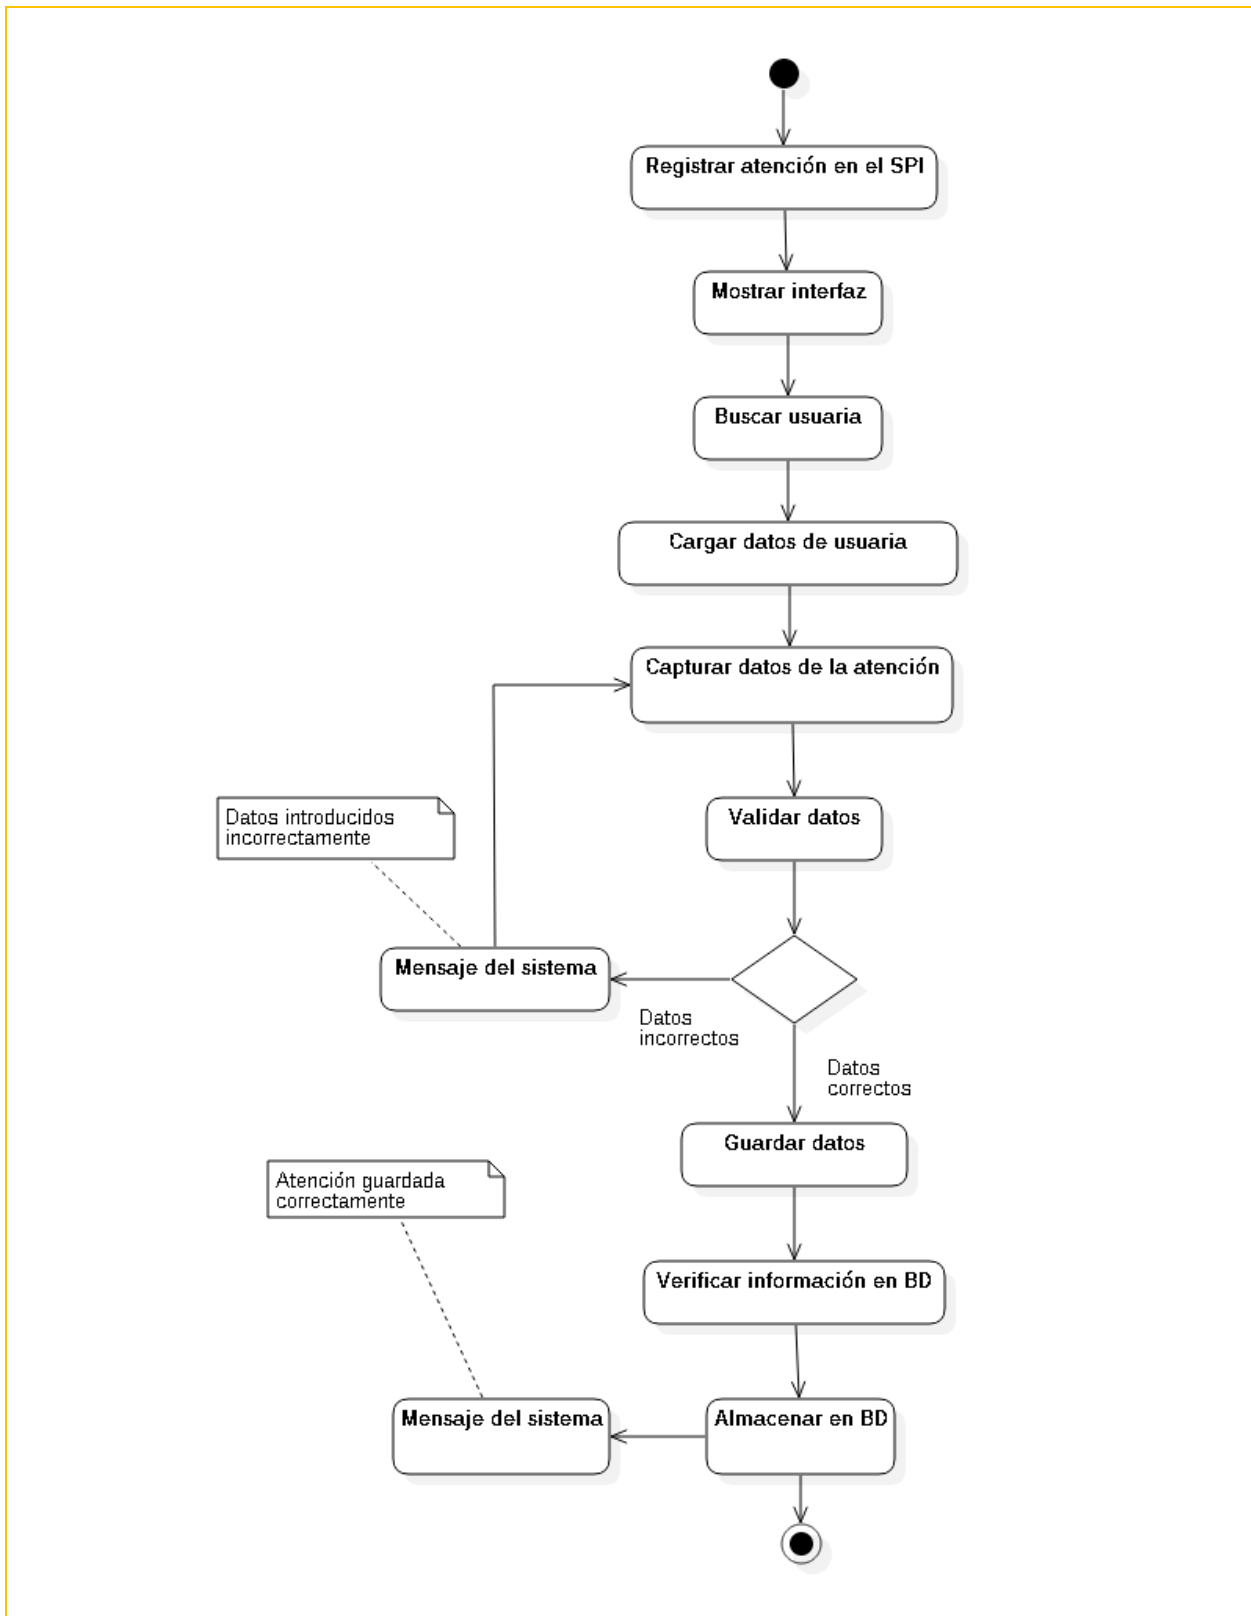 Registrar atención en el SPI
Mostrar interfaz
Buscar usuaria
Cargar datos de usuaria
Capturar datos de la atención
Datos introducidos
incorrectamente
Validar datos
Mensaje del sistema
Datos
incorrectos
Datos
correctos
Guardar datos
Atención guardada
correctamente
Verificar información en BD
Mensaje del sistema
Almacenar en BD